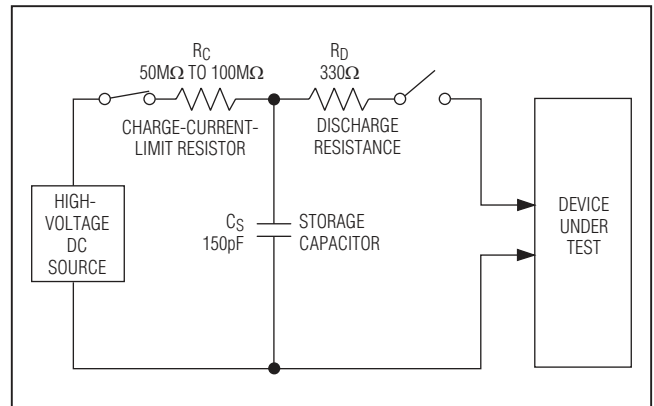 R_C
50MΩ TO 100MΩ
CHARGE-CURRENT-
LIMIT RESISTOR
R_D
330Ω
DISCHARGE
RESISTANCE
HIGH-
VOLTAGE
DC
SOURCE
C_S
150pF
STORAGE
CAPACITOR
DEVICE
UNDER
TEST